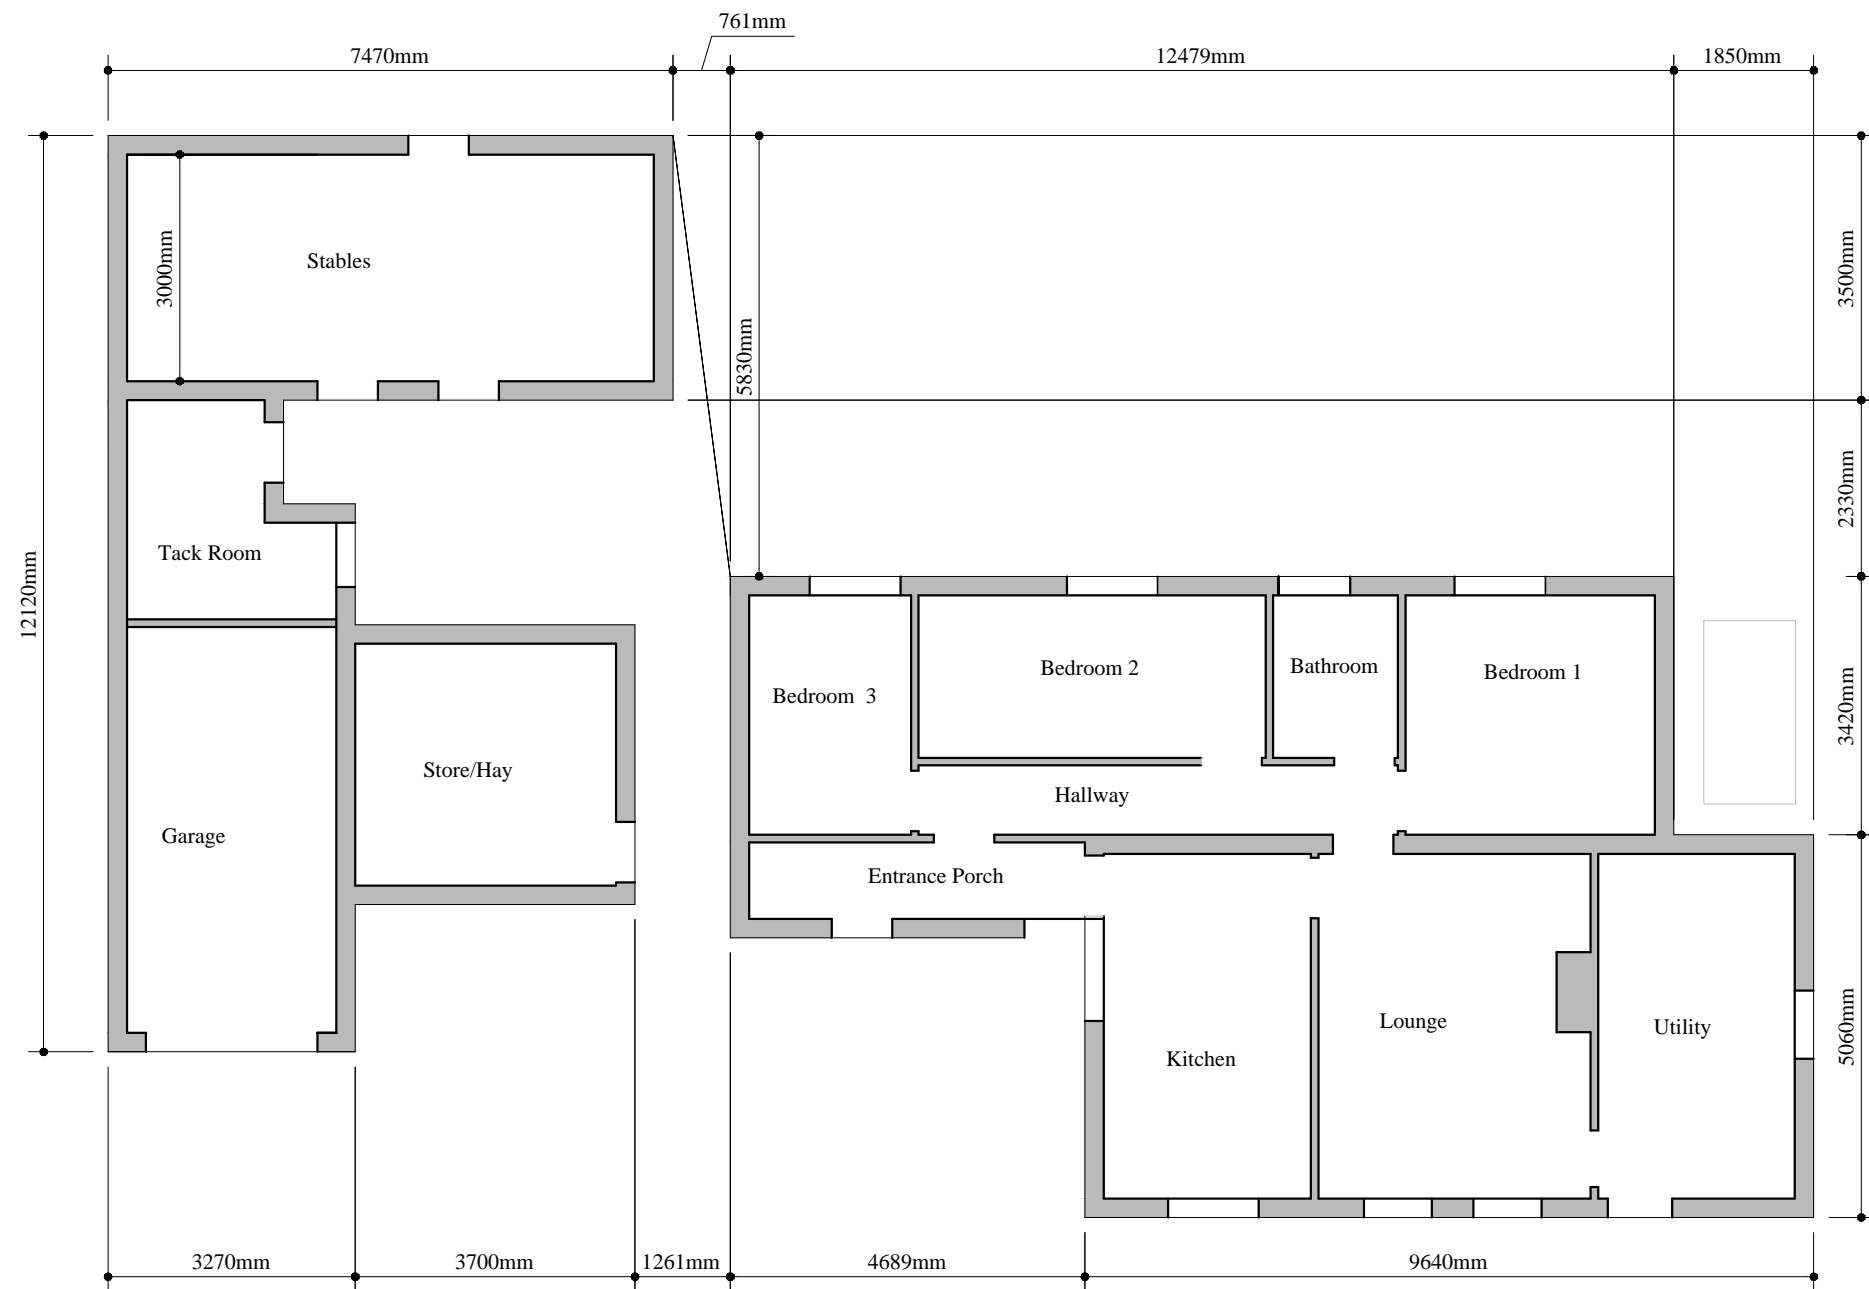 761mm
7470mm
12479mm
1850mm
Stables
3000mm
5830mm
3500mm
2330mm
12120mm
Tack Room
Bedroom 3
Bedroom 2
Bathroom
Bedroom 1
3420mm
Store/Hay
Hallway
Garage
Entrance Porch
Lounge
Utility
Kitchen
5060mm
3270mm
3700mm
1261mm
4689mm
9640mm